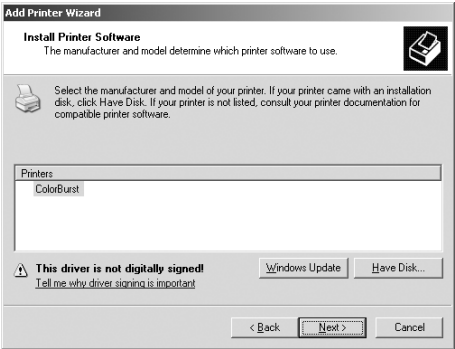 Add Printer Wizard
Install Printer Software
The manufacturer and model determine which printer software to use.
Select the manufacturer and model of your printer. If your printer came with an installation
disk, click Have Disk. If your printer is not listed, consult your printer documentation for
compatible printer software.
Printers
ColorBurst
This driver is not digitally signed!
Tell me why driver signing is important
Windows Update
Have Disk...
< Back
Next >
Cancel